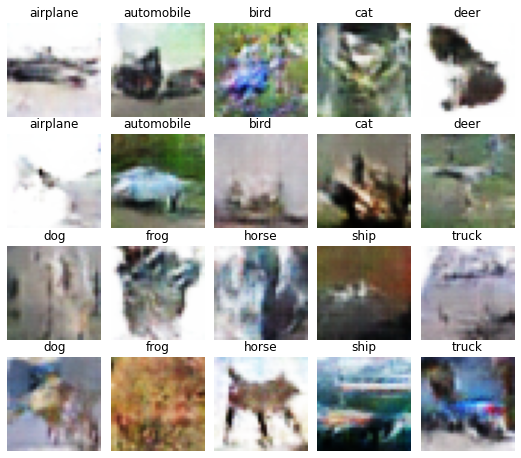 airplane automobile bird cat deer
airplane automobile bird cat deer
dog frog horse ship truck
dog frog horse ship truck